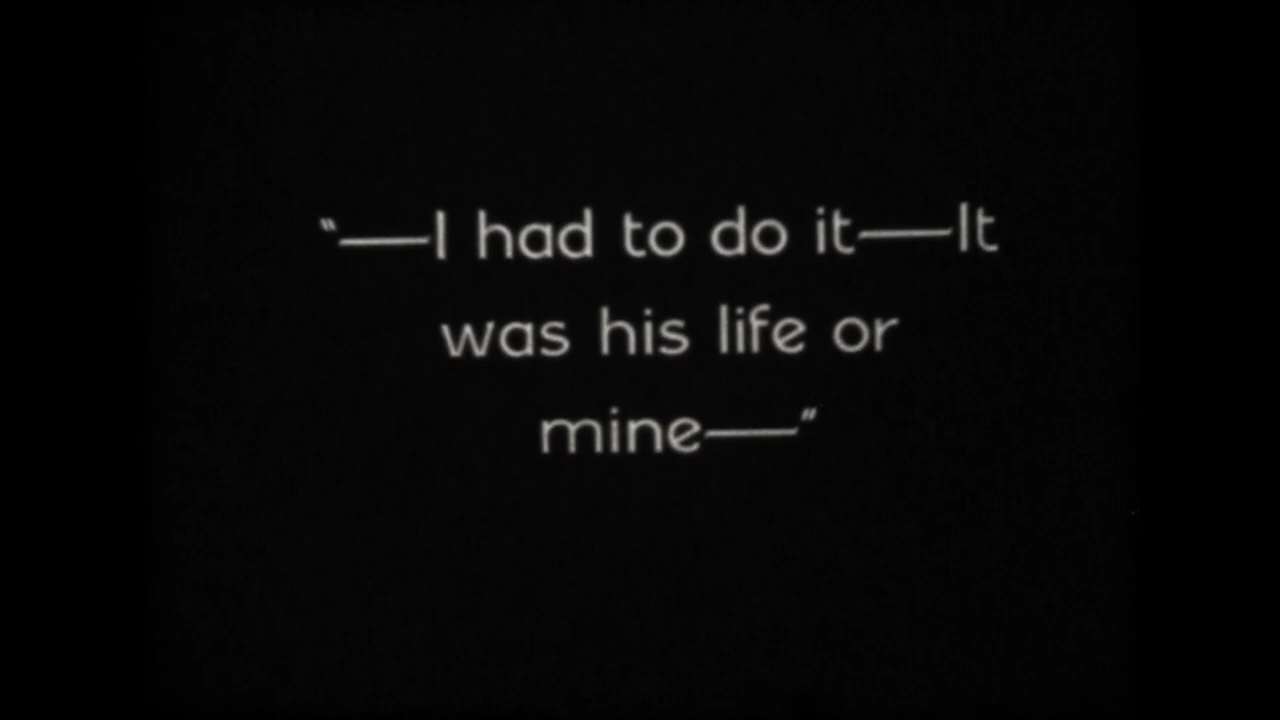 "—I had to do it—It
was his life or
mine—"